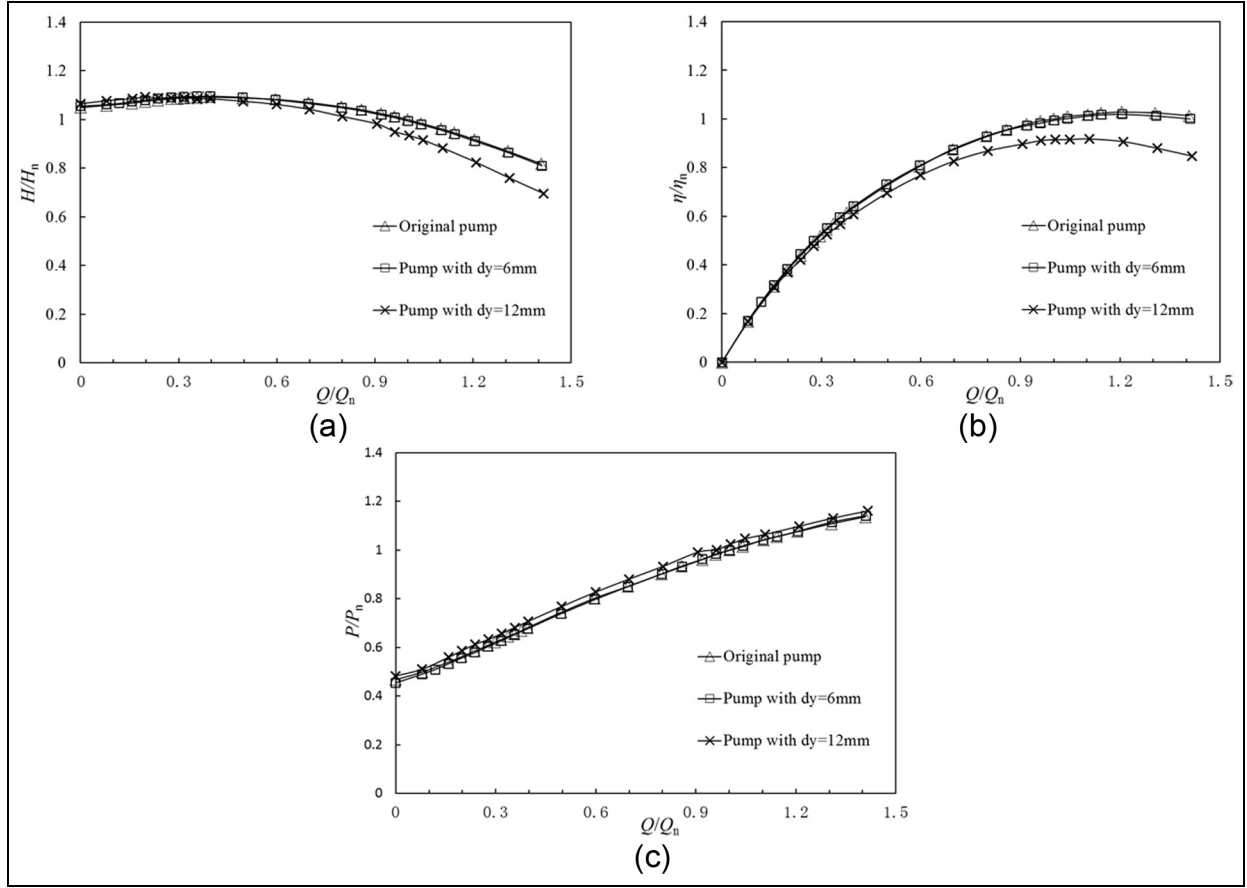 1.4
1.2
1
0.8
0.6
0.4
0.2
0
H/Hn
Original pump
Pump with dy=6mm
Pump with dy=12mm
0 0.3 0.6 0.9 1.2 1.5
Q/Qn
(a)
1.4
1.2
1
0.8
0.6
0.4
0.2
0
η/ηn
Original pump
Pump with dy=6mm
Pump with dy=12mm
0 0.3 0.6 0.9 1.2 1.5
Q/Qn
(b)
1.4
1.2
1
0.8
0.6
0.4
0.2
0
P/Pn
Original pump
Pump with dy=6mm
Pump with dy=12mm
0 0.3 0.6 0.9 1.2 1.5
Q/Qn
(c)